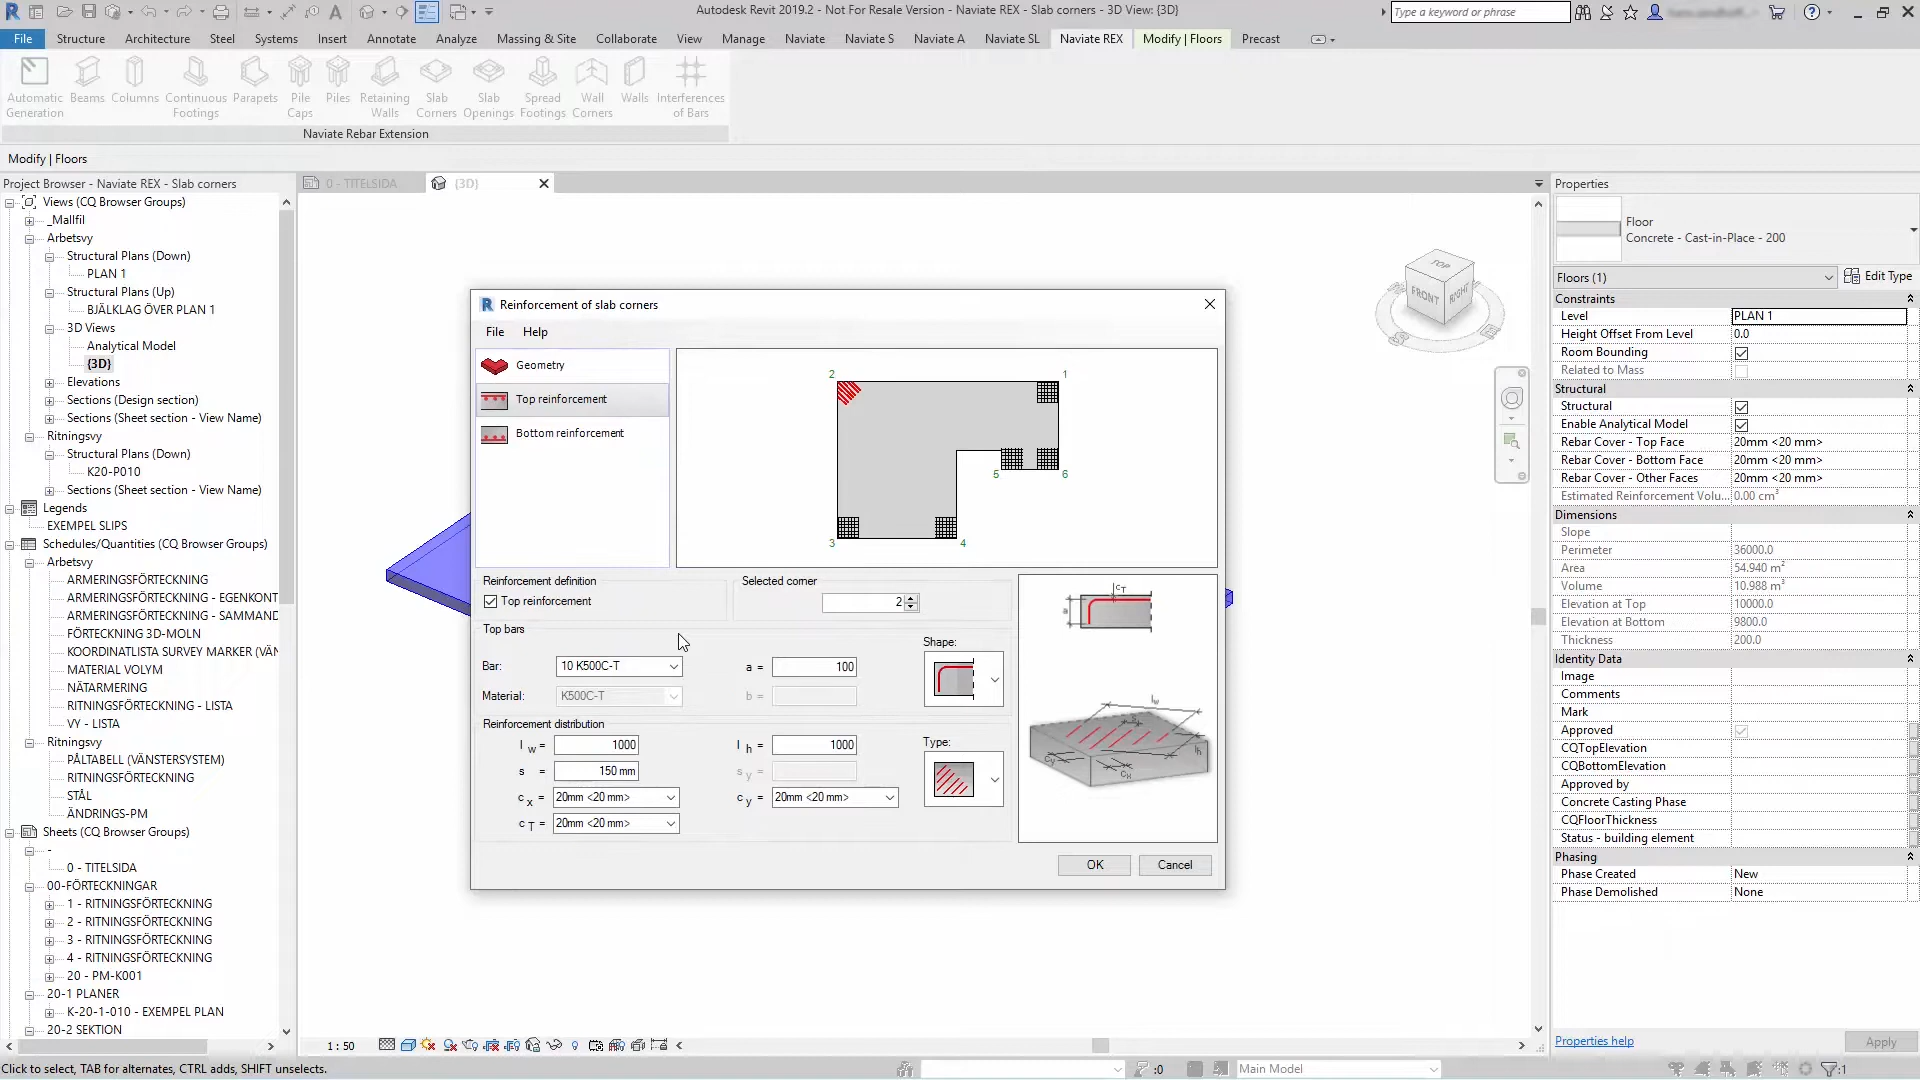 Autodesk Revit 2019.2 - Not For Resale Version - Naviate REX - Slab corners - 3D View: {3D}
Type a keyword or phrase
File Structure Architecture Steel Systems Insert Annotate Analyze Massing & Site Collaborate View Manage Naviate Naviate S Naviate A Naviate SL Naviate REX Modify | Floors Precast
Automatic Generation
Beams
Columns
Continuous Footings
Parapets
Pile Caps
Piles
Retaining Walls
Slab Corners
Slab Openings
Spread Footings
Wall Corners
Walls
Interferences of Bars
Naviate Rebar Extension
Modify | Floors
Project Browser - Naviate REX - Slab corners
Views (CQ Browser Groups)
_Mallfil
Arbetsvy
Structural Plans (Down)
PLAN 1
Structural Plans (Up)
BJÄLKLAG ÖVER PLAN 1
3D Views
Analytical Model
{3D}
Elevations
Sections (Design section)
Sections (Sheet section - View Name)
Ritningsvy
Structural Plans (Down)
K20-P010
Sections (Sheet section - View Name)
Legends
EXEMPEL SLIPS
Schedules/Quantities (CQ Browser Groups)
Arbetsvy
ARMERINGSFÖRTECKNING
ARMERINGSFÖRTECKNING - EGENKONT
ARMERINGSFÖRTECKNING - SAMMAND
FÖRTECKNING 3D-MOLN
KOORDINATLISTA SURVEY MARKER (VÄN
MATERIAL VOLYM
NÄTARMERING
RITNINGSFÖRTECKNING - LISTA
VY - LISTA
Ritningsvy
PÅLTABELL (VÄNSTERSYSTEM)
RITNINGSFÖRTECKNING
STÅL
ÄNDRINGS-PM
Sheets (CQ Browser Groups)
-
0 - TITELSIDA
00-FÖRTECKNINGAR
1 - RITNINGSFÖRTECKNING
2 - RITNINGSFÖRTECKNING
3 - RITNINGSFÖRTECKNING
4 - RITNINGSFÖRTECKNING
20 - PM-K001
20-1 PLANER
K-20-1-010 - EXEMPEL PLAN
20-2 SEKTION
0 - TITELSIDA
{3D}
TOP
FRONT
RIGHT
Reinforcement of slab corners
File Help
Geometry
Top reinforcement
Bottom reinforcement
2
1
5
6
3
4
Reinforcement definition
Top reinforcement
Selected corner
2
Top bars
Bar: 10 K500C-T
a = 100
Shape:
Material: K500C-T
b =
Reinforcement distribution
l w = 1000
l h = 1000
Type:
s = 150 mm
s y =
c x = 20mm <20 mm>
c y = 20mm <20 mm>
c T = 20mm <20 mm>
cT
a
lw
s
lh
cy
cH
OK
Cancel
Properties
Floor
Concrete - Cast-in-Place - 200
Floors (1)
Edit Type
Constraints
Level PLAN 1
Height Offset From Level 0.0
Room Bounding
Related to Mass
Structural
Structural
Enable Analytical Model
Rebar Cover - Top Face 20mm <20 mm>
Rebar Cover - Bottom Face 20mm <20 mm>
Rebar Cover - Other Faces 20mm <20 mm>
Estimated Reinforcement Volu... 0.00 cm³
Dimensions
Slope
Perimeter 36000.0
Area 54.940 m²
Volume 10.988 m³
Elevation at Top 10000.0
Elevation at Bottom 9800.0
Thickness 200.0
Identity Data
Image
Comments
Mark
Approved
CQTopElevation
CQBottomElevation
Approved by
Concrete Casting Phase
CQFloorThickness
Status - building element
Phasing
Phase Created New
Phase Demolished None
Properties help
Apply
1 : 50
Click to select, TAB for alternates, CTRL adds, SHIFT unselects.
:0
Main Model
:1